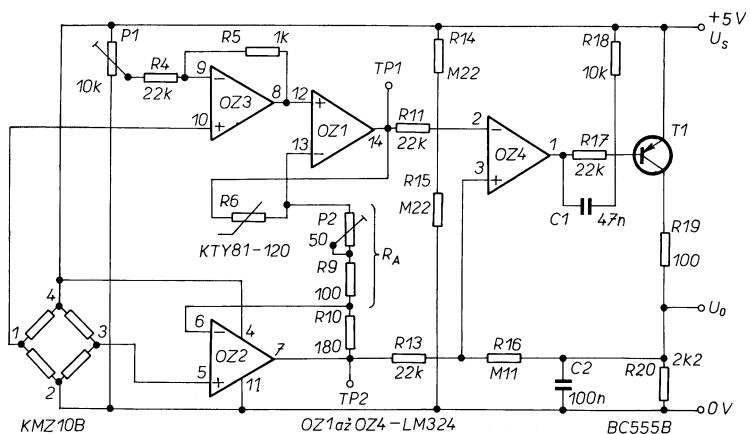 +5V
U_S
P1
10k
R4
22k
R5
1k
9
−
8
OZ3
10
+
12
+
OZ1
14
13
−
TP1
R11
22k
R14
M22
R18
10k
2
−
OZ4
1
3
+
R17
22k
T1
C1
47n
R15
M22
R6
KTY81-120
P2
50
R9
100
R_A
R10
180
R19
100
U_0
4
1
3
2
6
−
4
OZ2
7
5
+
11
TP2
R13
22k
R16
M11
C2
100n
R20
2k2
0V
KMZ10B
OZ1 až OZ4-LM324
BC555B